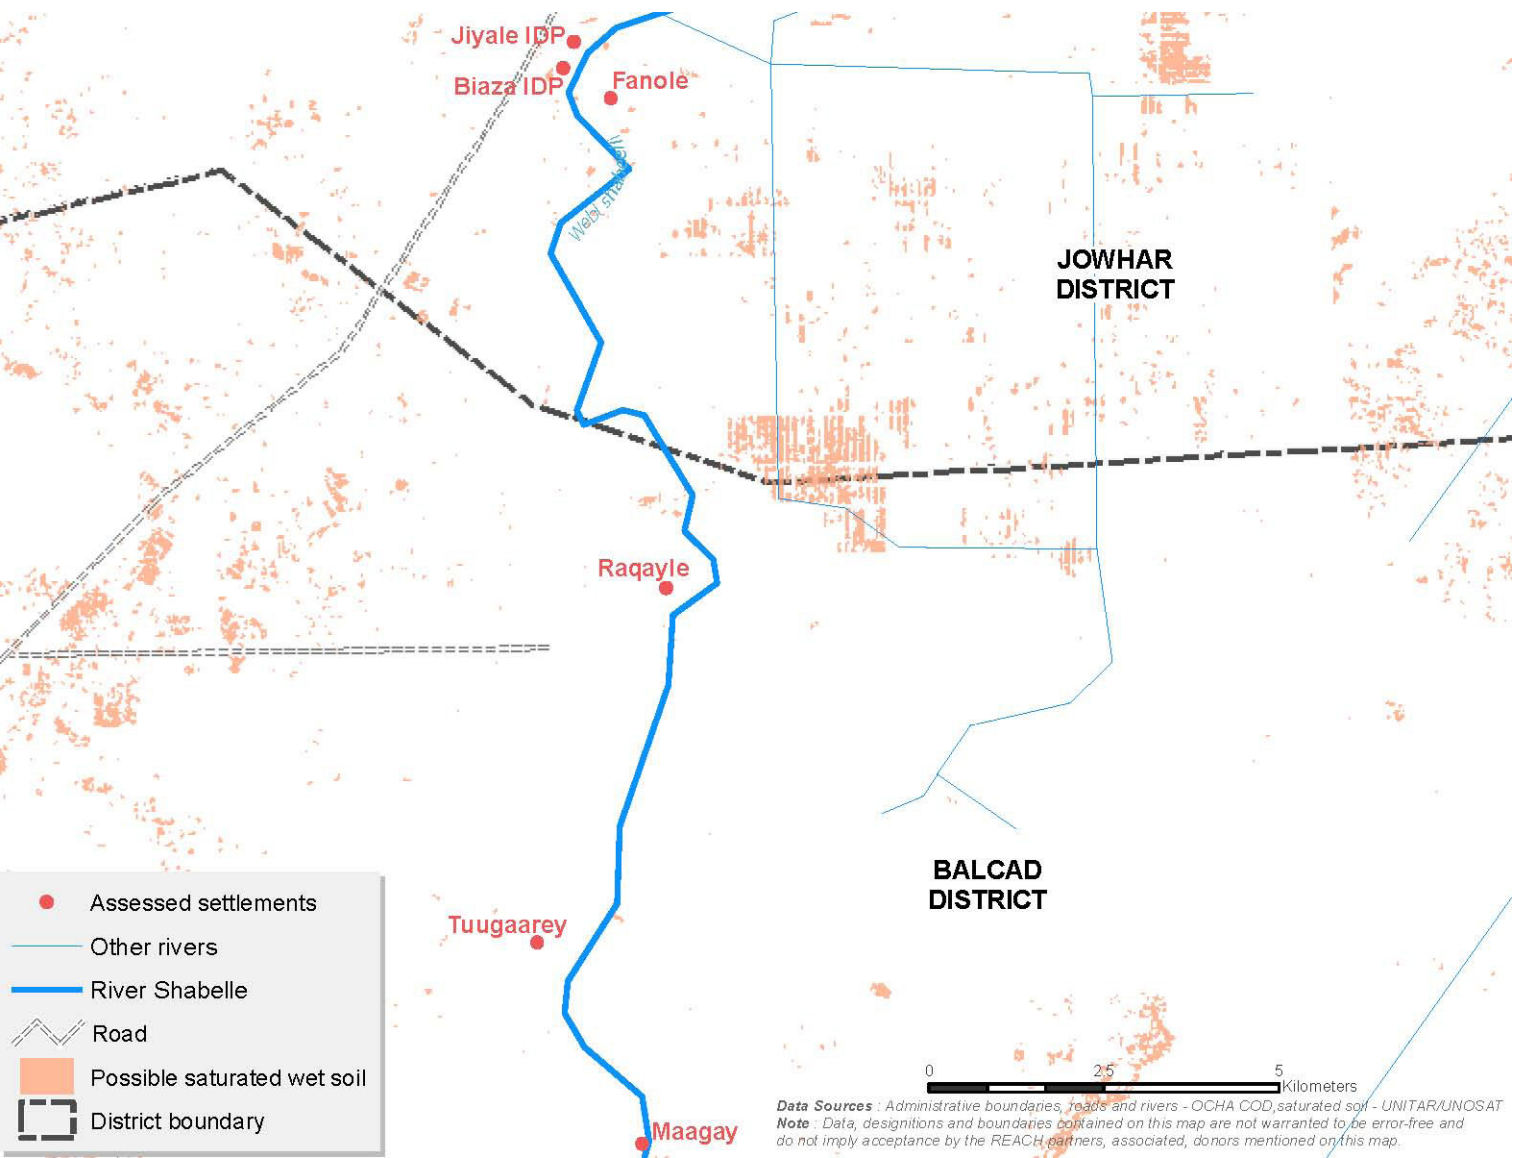 Jiyale IDP
Biaza IDP
Fanole
Webi shabelli
JOWHAR
DISTRICT
Raqayle
BALCAD
DISTRICT
Tuugaarey
Maagay
Assessed settlements
Other rivers
River Shabelle
Road
Possible saturated wet soil
District boundary
0 2.5 5
Kilometers
Data Sources : Administrative boundaries, roads and rivers - OCHA COD,saturated soil - UNITAR/UNOSAT
Note : Data, designitions and boundaries contained on this map are not warranted to be error-free and
do not imply acceptance by the REACH partners, associated, donors mentioned on this map.